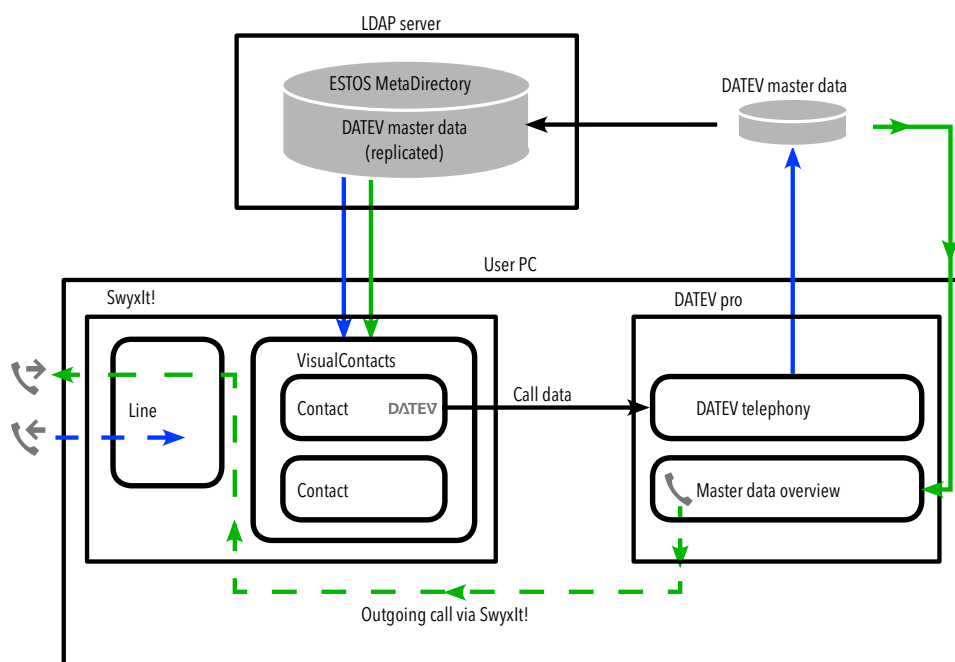 LDAP server
ESTOS MetaDirectory
DATEV master data
(replicated)
DATEV master data
User PC
SwyxIt!
DATEV pro
VisualContacts
Line
Contact
DATEV
Call data
DATEV telephony
Contact
Master data overview
Outgoing call via SwyxIt!